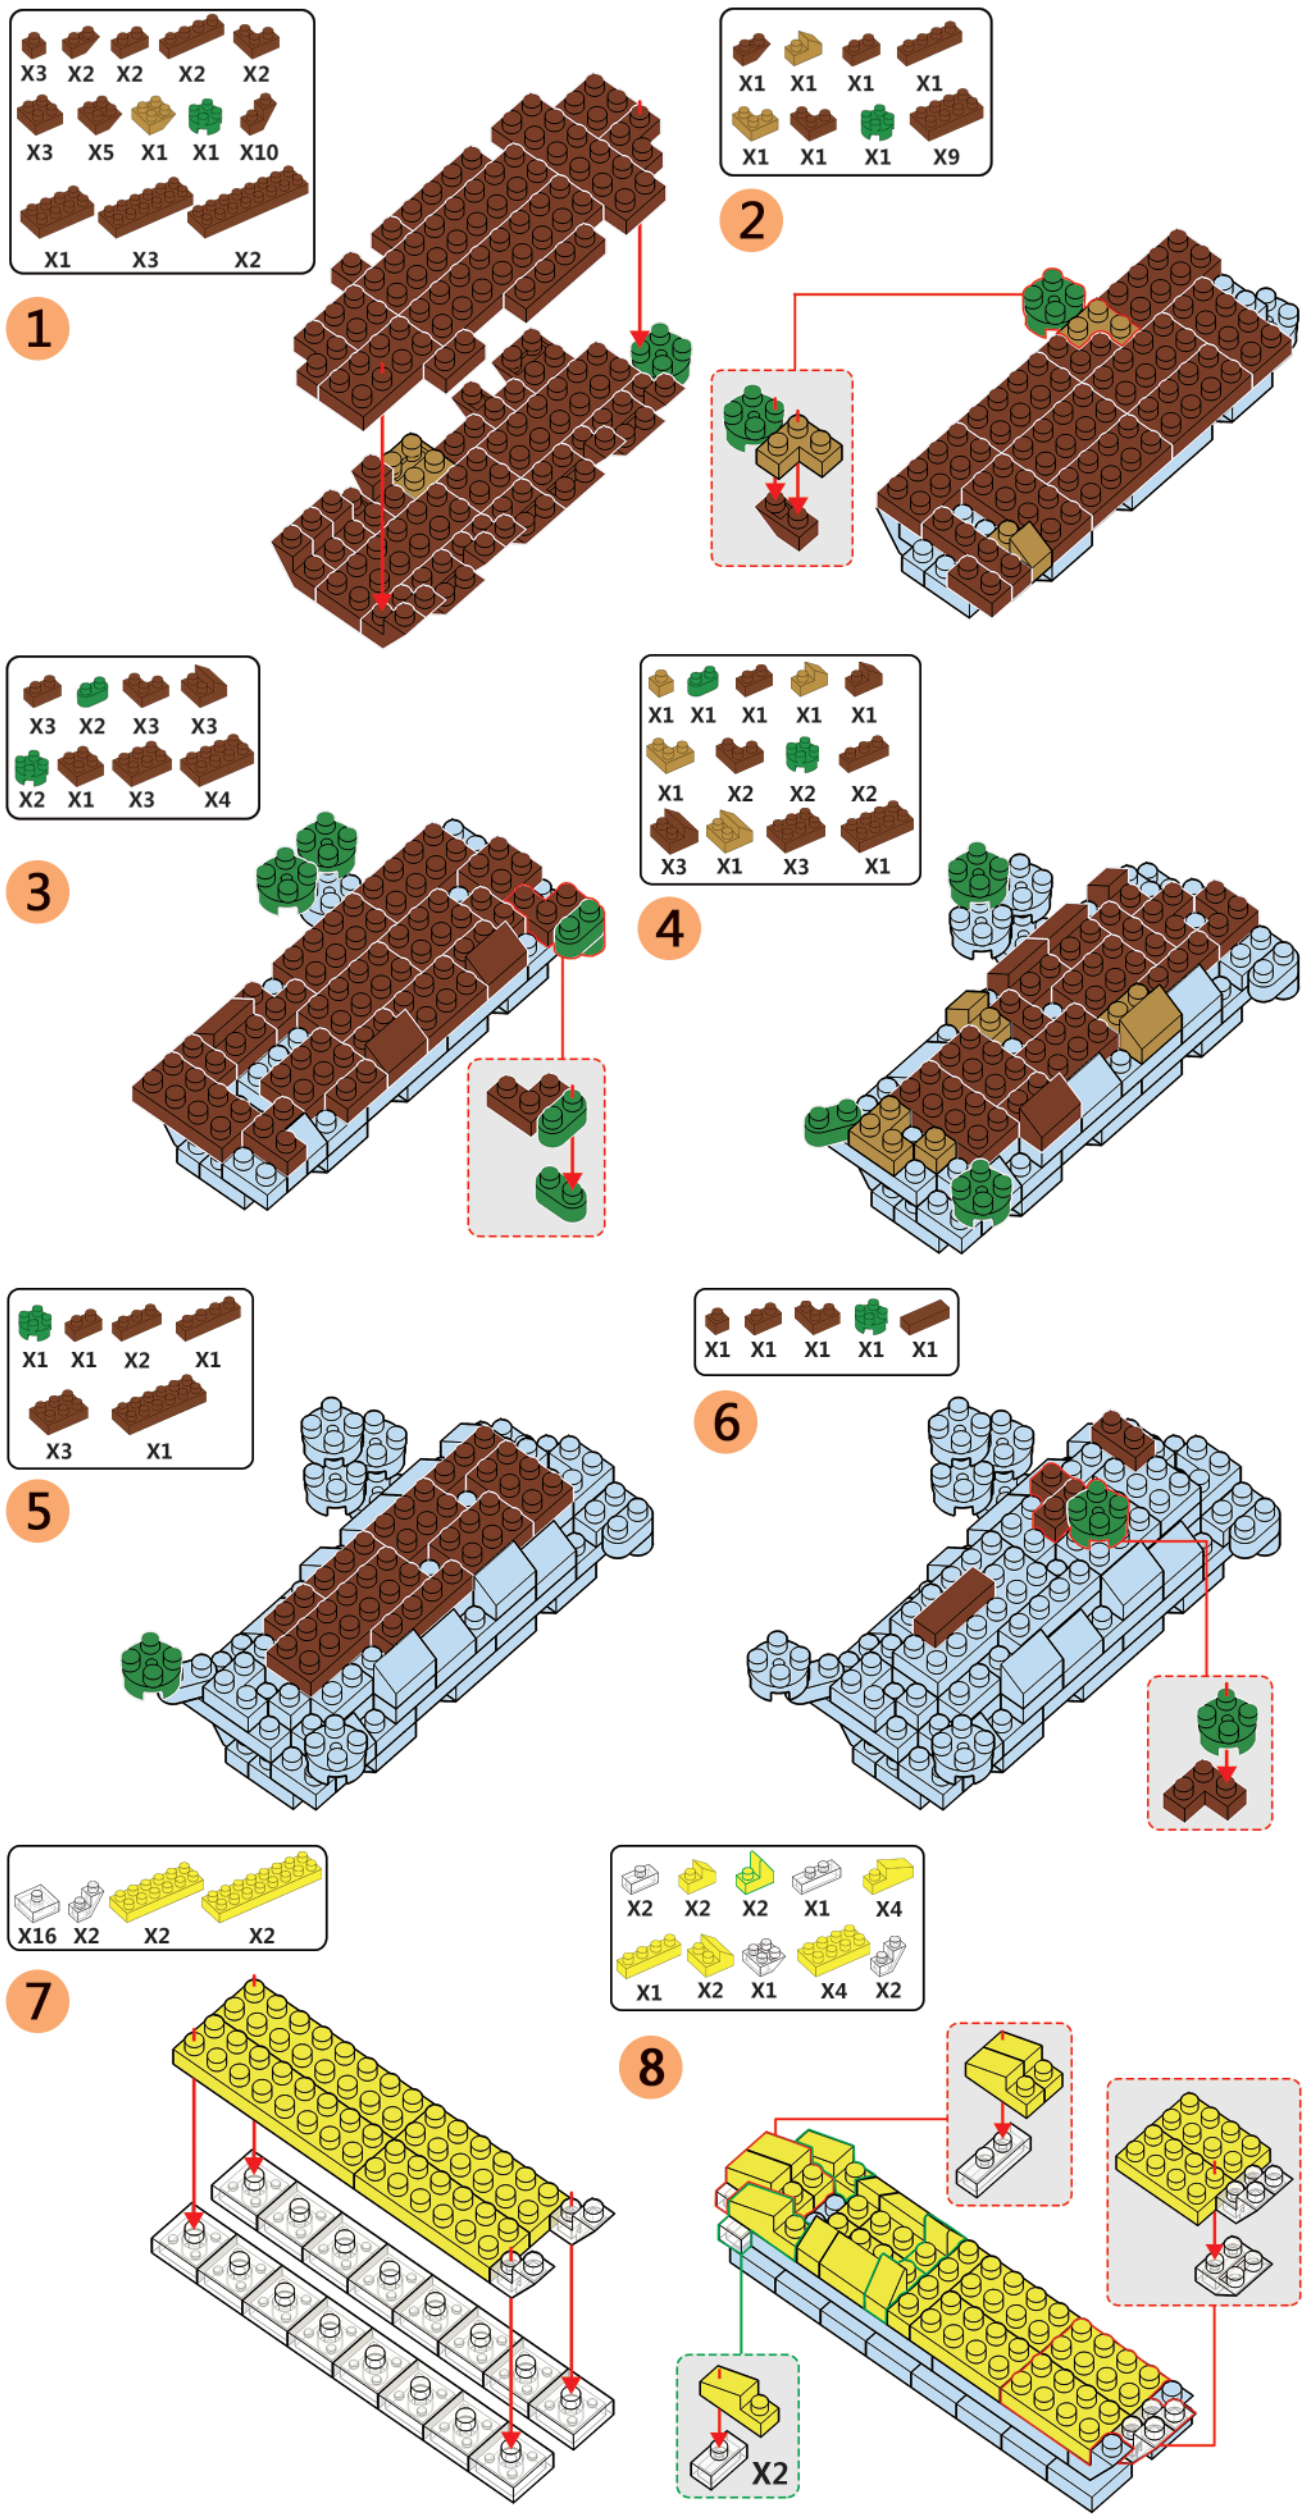 X3 X2 X2 X2 X2
X3 X5 X1 X1 X10
X1 X3 X2
1
X1 X1 X1 X1
X1 X1 X1 X9
2
X3 X2 X3 X3
X2 X1 X3 X4
3
X1 X1 X1 X1 X1
X1 X2 X2 X2
X3 X1 X3 X1
4
X1 X1 X2 X1
X3 X1
5
X1 X1 X1 X1 X1
6
X16 X2 X2 X2
7
X2 X2 X2 X1 X4
X1 X2 X1 X4 X2
8
X2